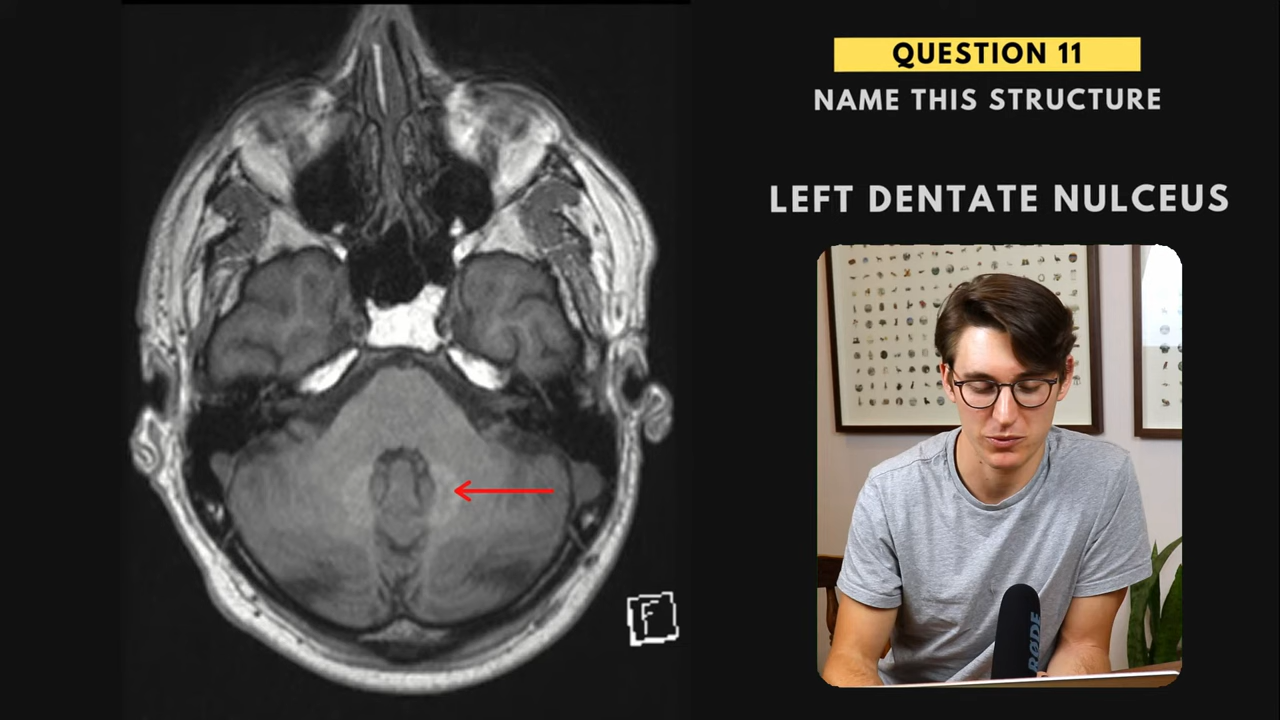 QUESTION 11
NAME THIS STRUCTURE
LEFT DENTATE NULCEUS
F
RØDE